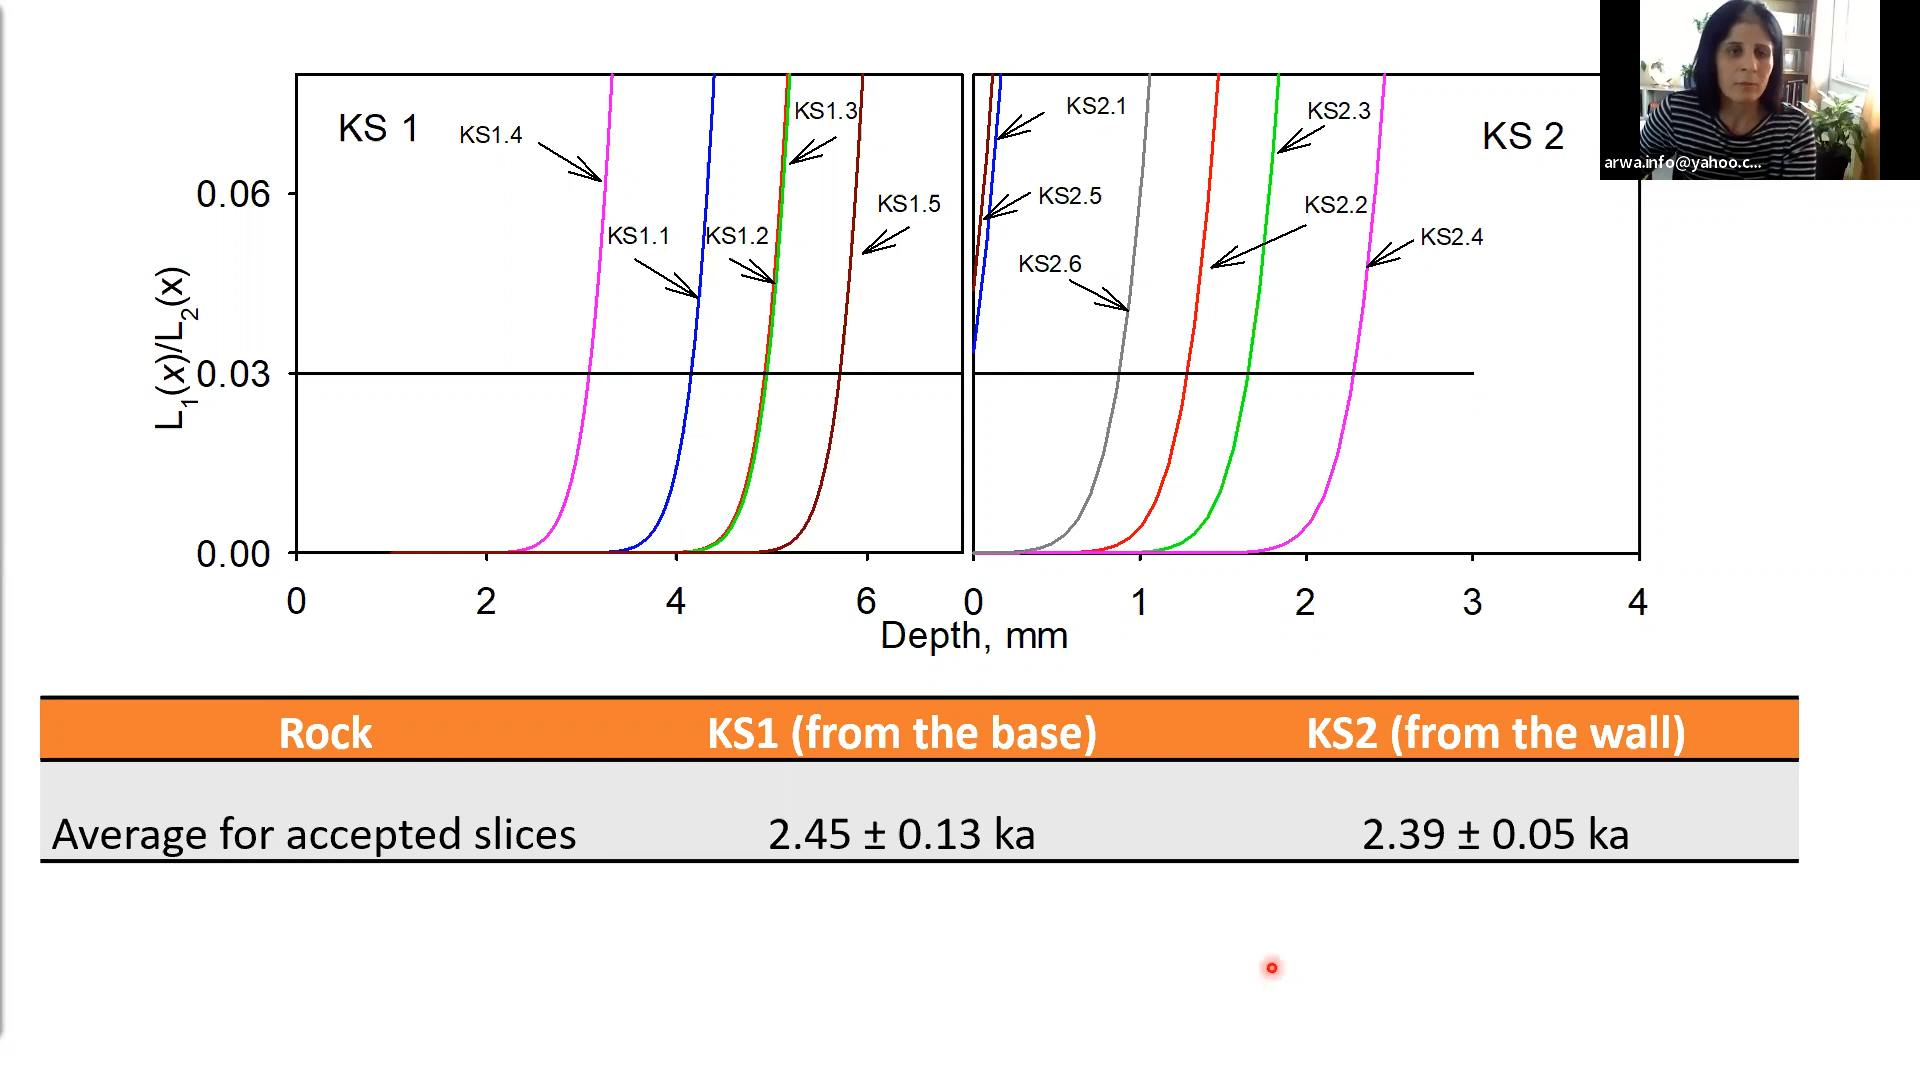 KS 1
KS1.4
KS1.1
KS1.2
KS1.3
KS1.5
KS2.1
KS2.5
KS2.6
KS2.3
KS2.2
KS2.4
KS 2
arwa.info@yahoo.c...
L1(x)/L2(x)
0.06
0.03
0.00
0 2 4 6 0 1 2 3 4
Depth, mm
Rock KS1 (from the base) KS2 (from the wall)
Average for accepted slices 2.45 ± 0.13 ka 2.39 ± 0.05 ka